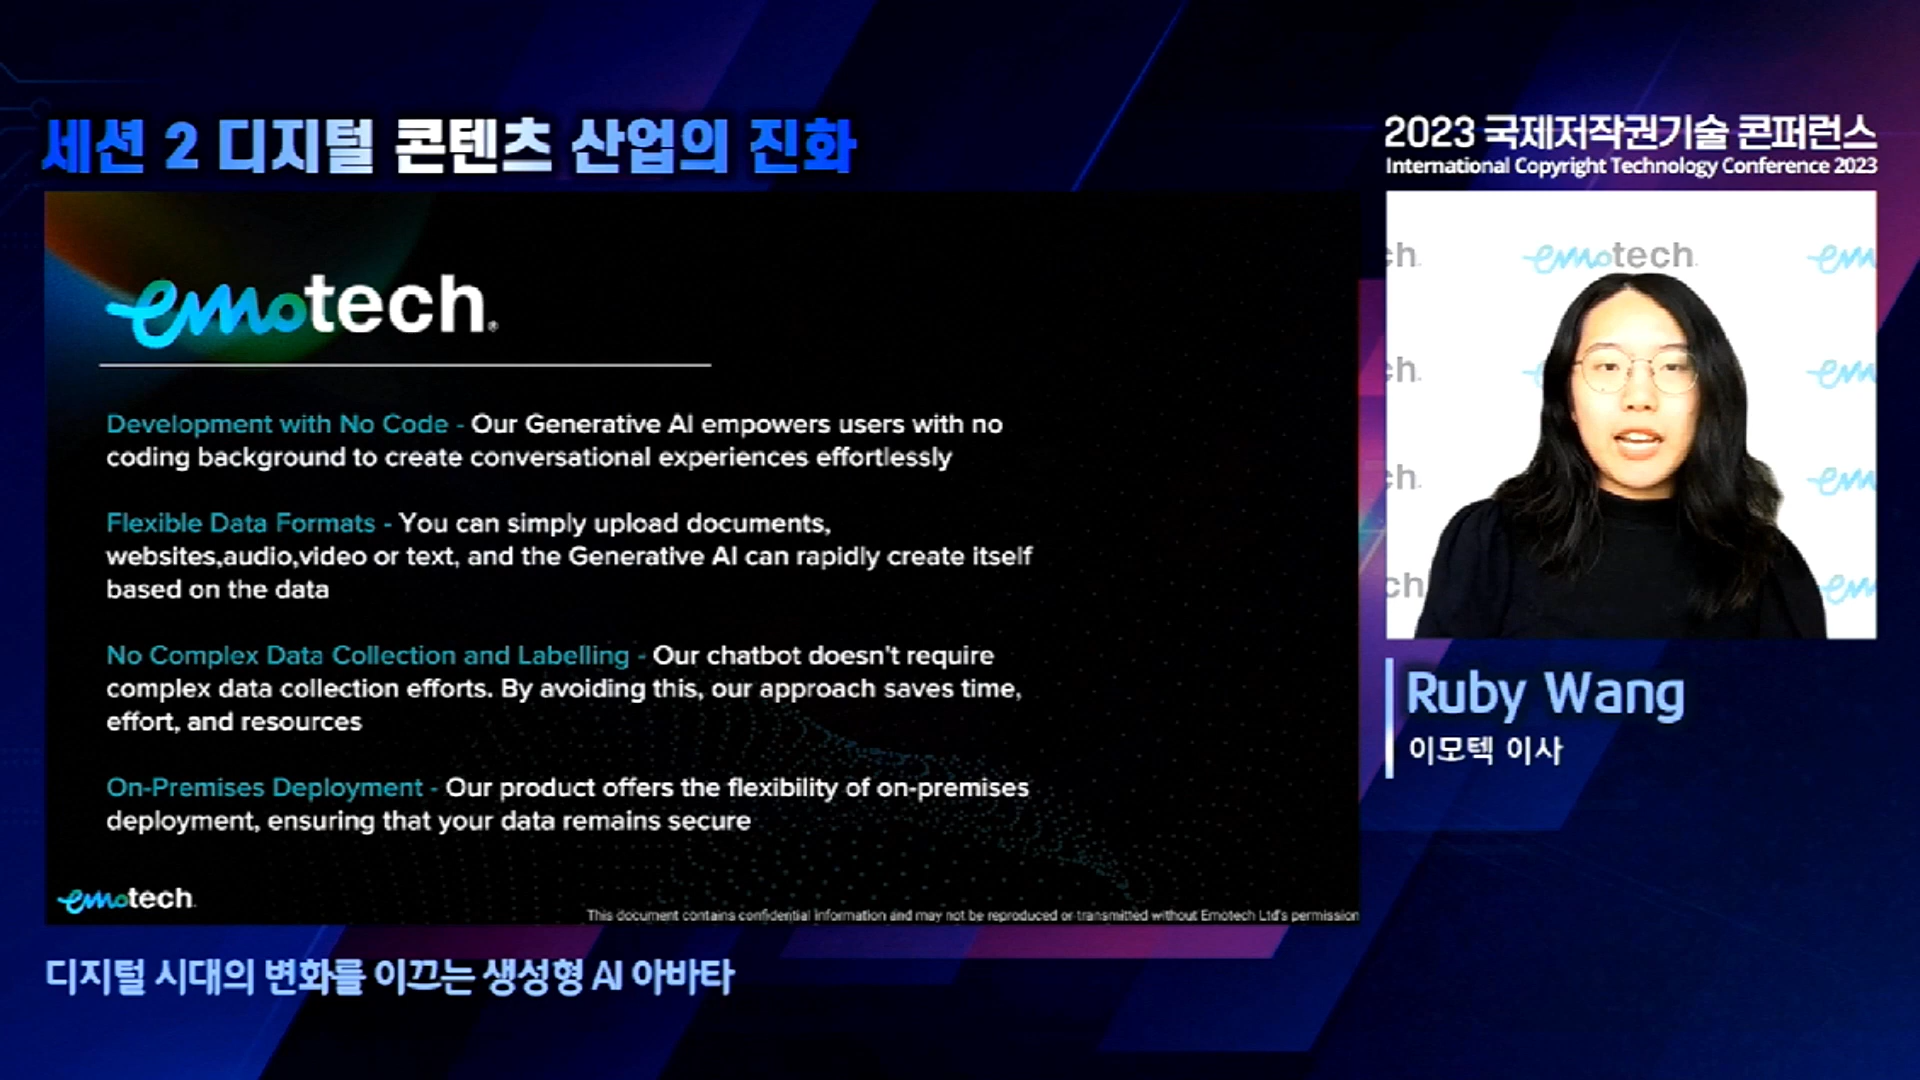 세션 2 디지털 콘텐츠 산업의 진화
2023 국제저작권기술 콘퍼런스
International Copyright Technology Conference 2023
emotech.
Development with No Code - Our Generative AI empowers users with no
coding background to create conversational experiences effortlessly
Flexible Data Formats - You can simply upload documents,
websites,audio,video or text, and the Generative AI can rapidly create itself
based on the data
No Complex Data Collection and Labelling - Our chatbot doesn't require
complex data collection efforts. By avoiding this, our approach saves time,
effort, and resources
On-Premises Deployment - Our product offers the flexibility of on-premises
deployment, ensuring that your data remains secure
emotech.
This document contains confidential information and may not be reproduced or transmitted without Emotech Ltd's permission
ch. emotech. em
ch. em
ch. em
ch em
Ruby Wang
이모텍 이사
디지털 시대의 변화를 이끄는 생성형 AI 아바타